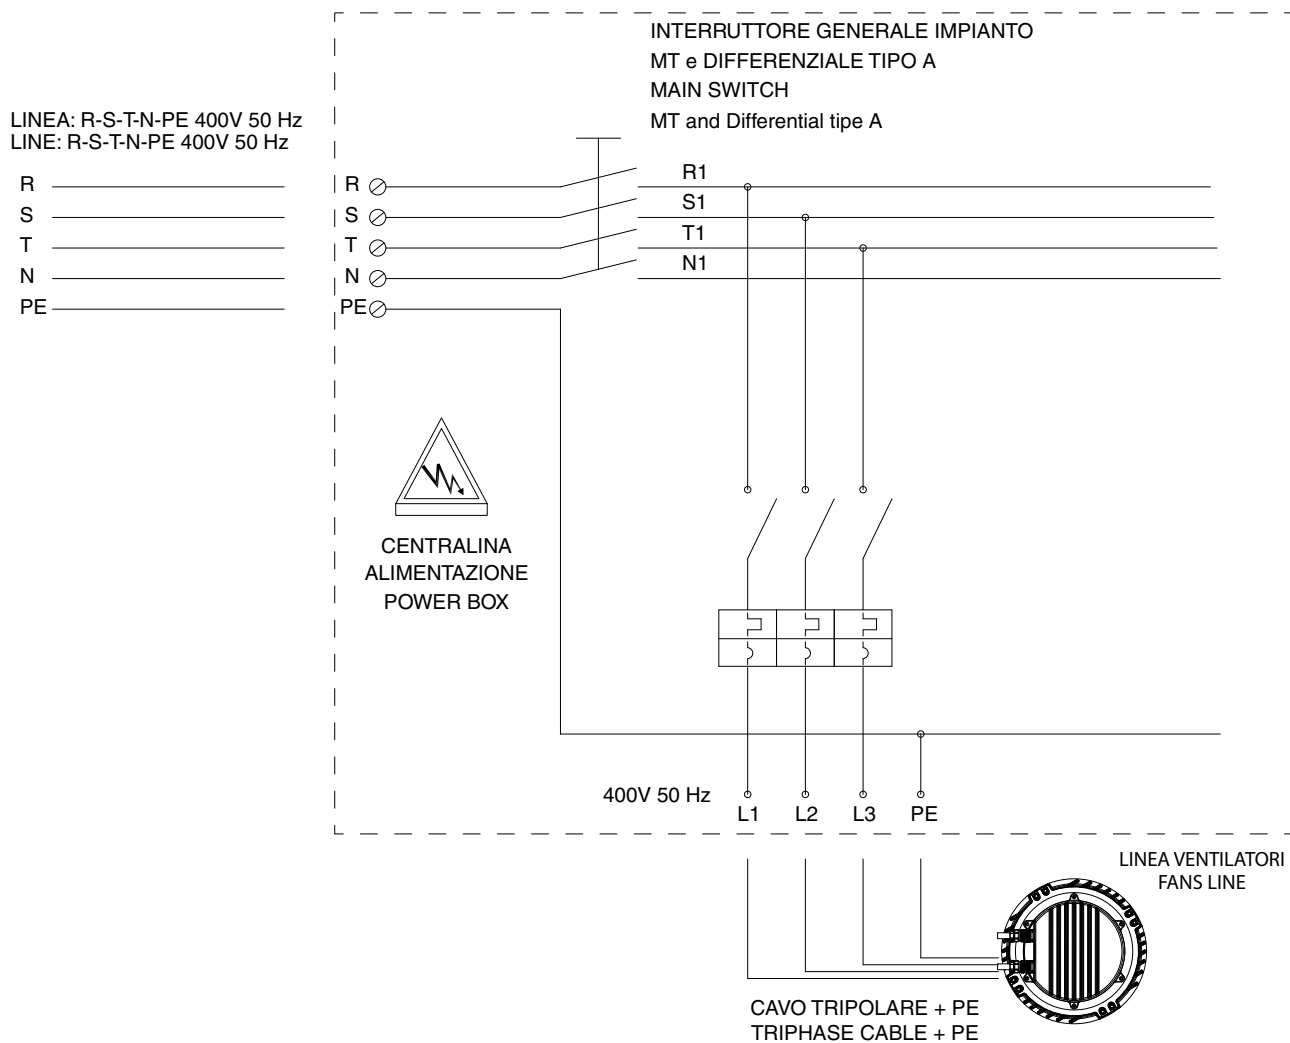 INTERRUTTORE GENERALE IMPIANTO
MT e DIFFERENZIALE TIPO A
MAIN SWITCH
MT and Differential tipe A
LINEA: R-S-T-N-PE 400V 50 Hz
LINE: R-S-T-N-PE 400V 50 Hz
R R R1
S S S1
T T T1
N N N1
PE PE
CENTRALINA
ALIMENTAZIONE
POWER BOX
400V 50 Hz
L1 L2 L3 PE
LINEA VENTILATORI
FANS LINE
CAVO TRIPOLARE + PE
TRIPHASE CABLE + PE